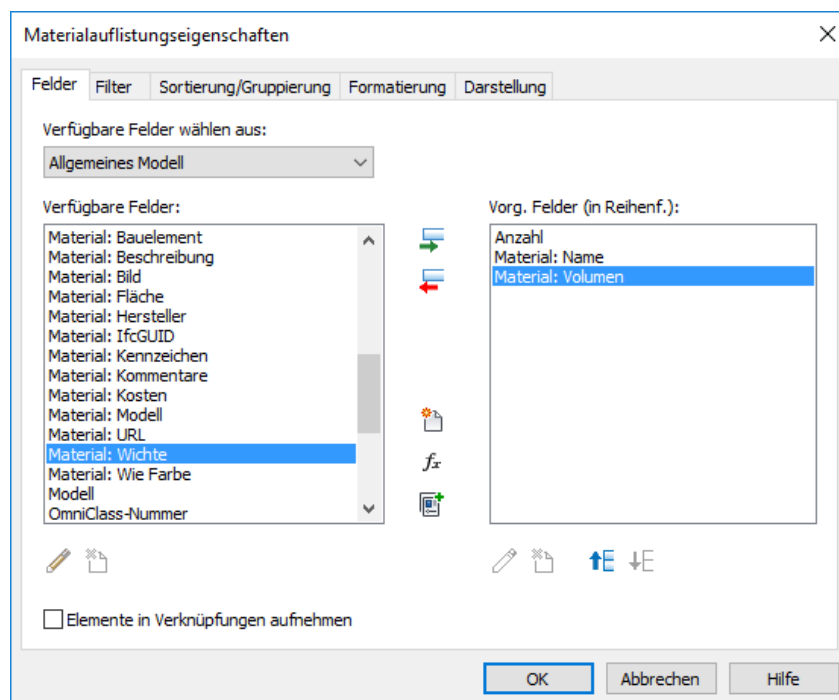 Materialauflistungseigenschaften
Felder Filter Sortierung/Gruppierung Formatierung Darstellung
Verfügbare Felder wählen aus:
Allgemeines Modell
Verfügbare Felder:
Material: Bauelement
Material: Beschreibung
Material: Bild
Material: Fläche
Material: Hersteller
Material: IfcGUID
Material: Kennzeichen
Material: Kommentare
Material: Kosten
Material: Modell
Material: URL
Material: Wichte
Material: Wie Farbe
Modell
OmniClass-Nummer
Vorg. Felder (in Reihenf.):
Anzahl
Material: Name
Material: Volumen
fx
Elemente in Verknüpfungen aufnehmen
OK Abbrechen Hilfe